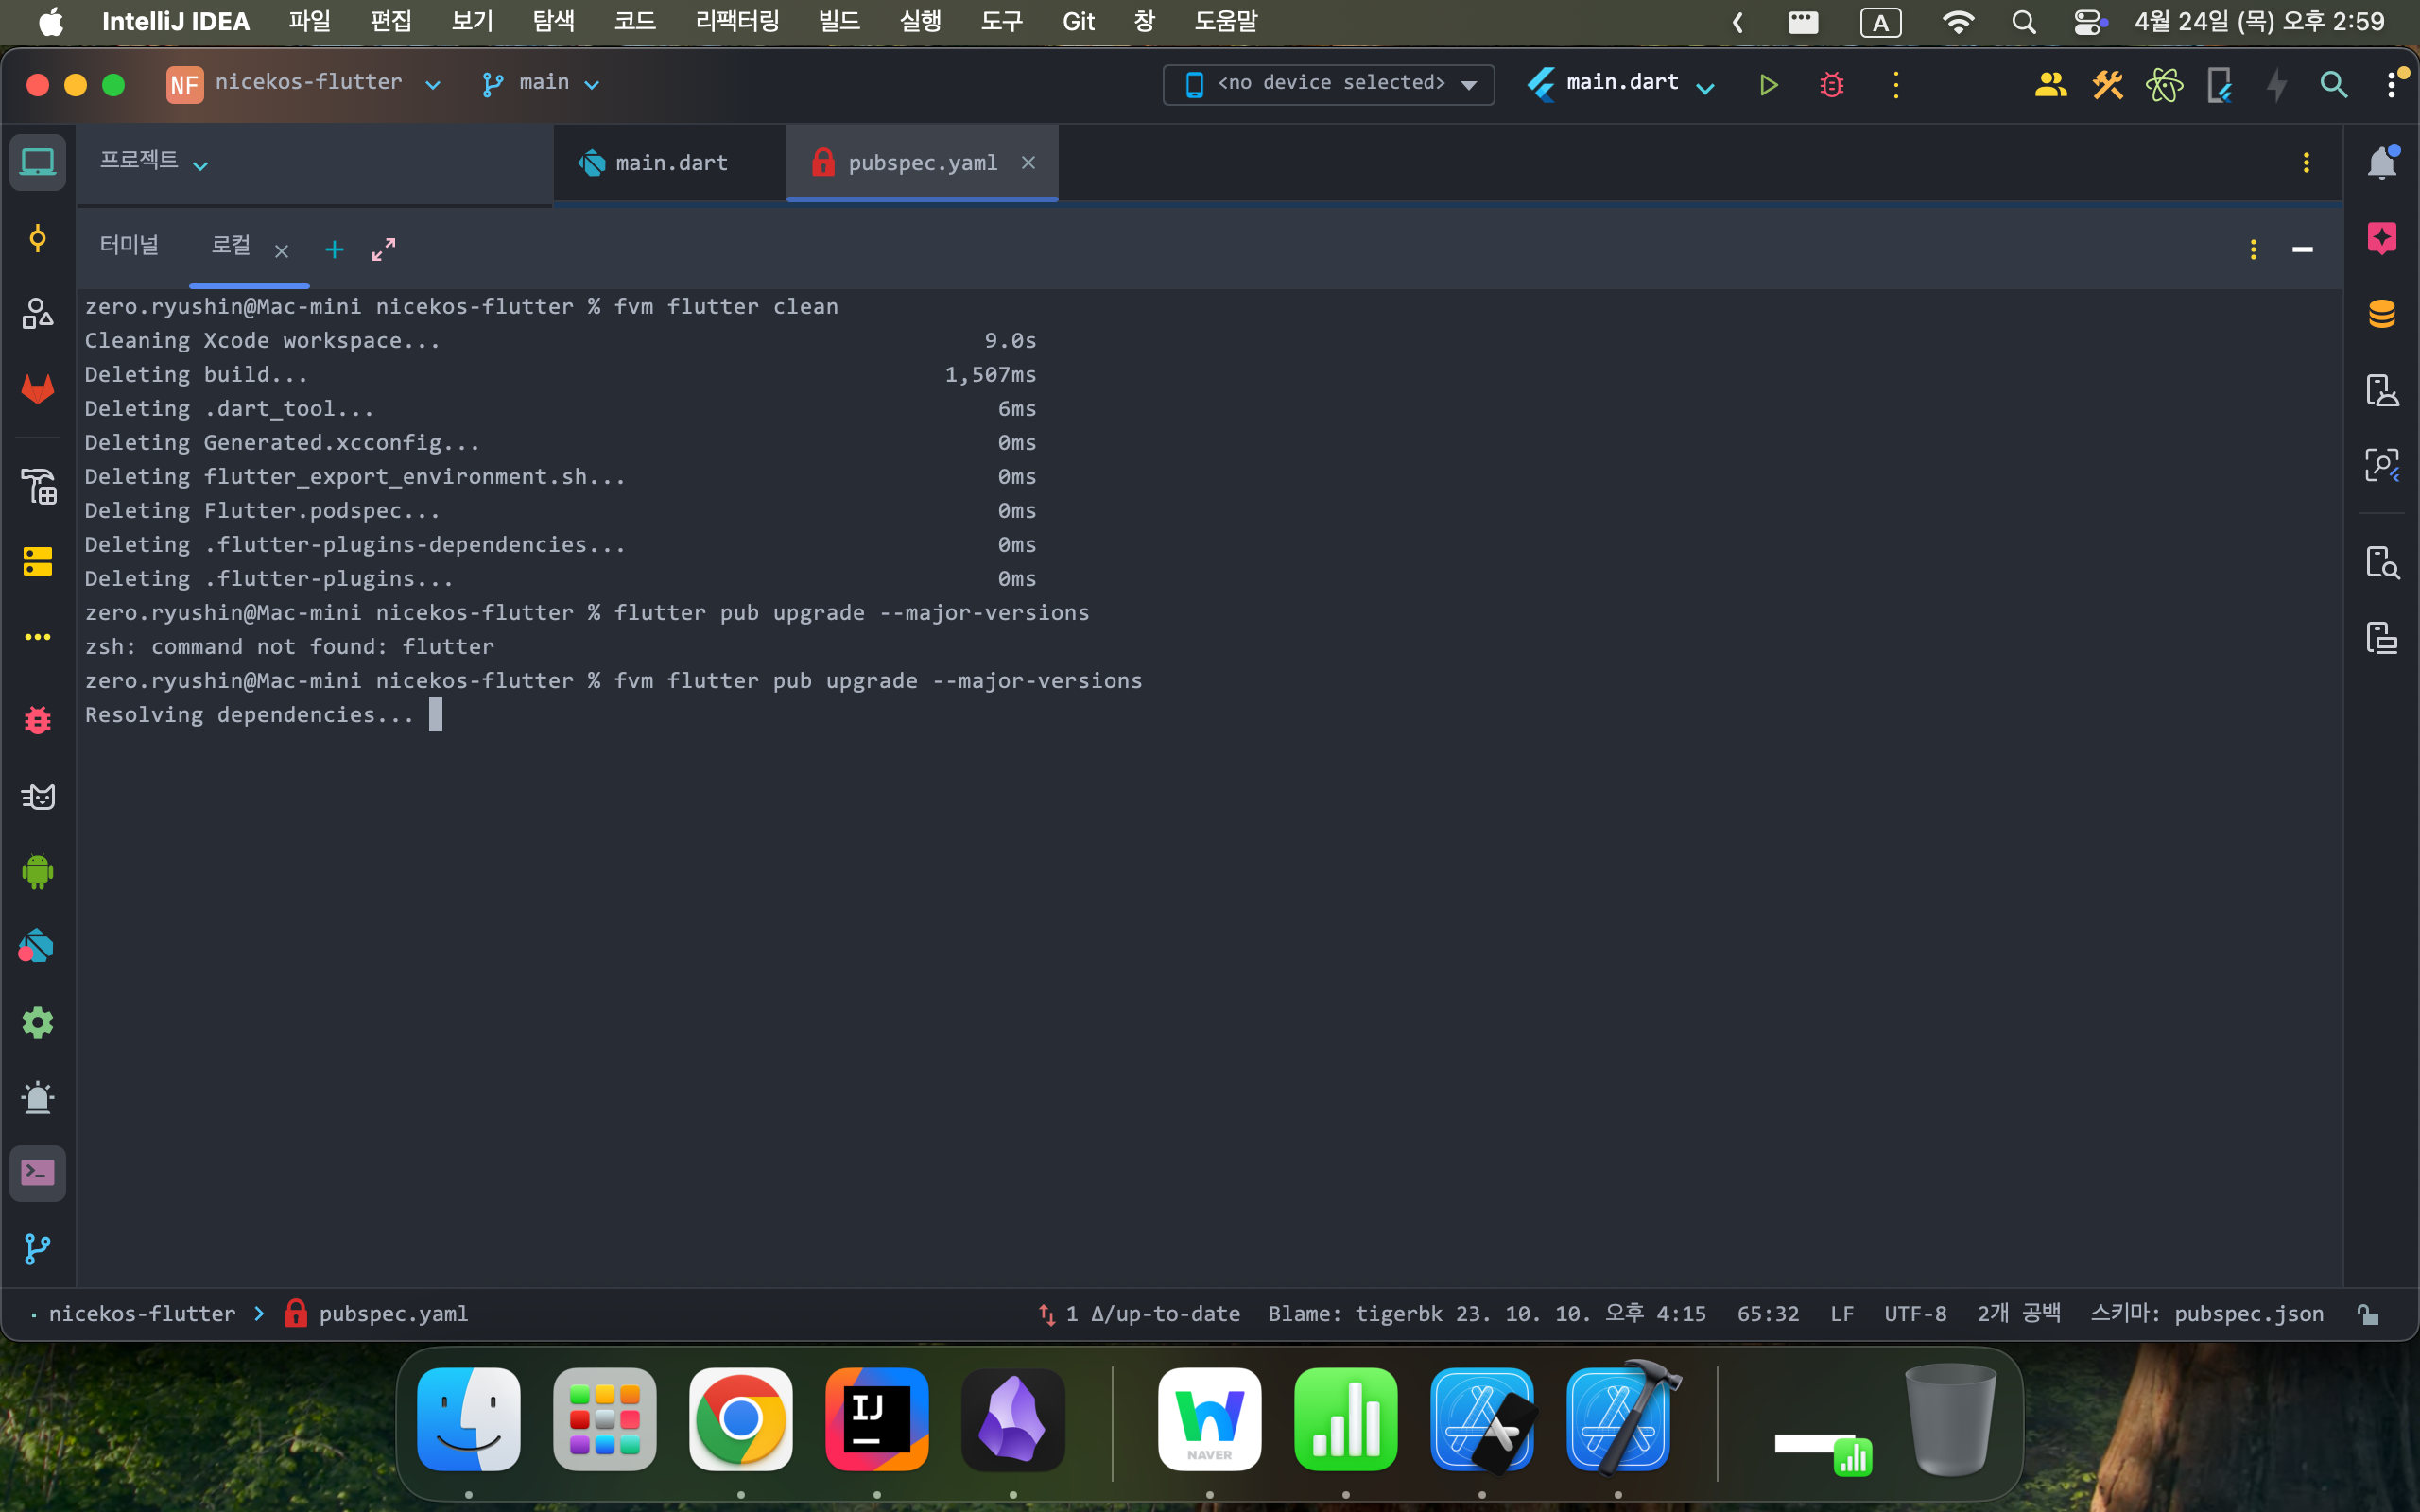 IntelliJ IDEA 파일 편집 보기 탐색 코드 리팩터링 빌드 실행 도구 Git 창 도움말 A 4월 24일 (목) 오후 2:59
NF nicekos-flutter main <no device selected> main.dart
프로젝트 main.dart pubspec.yaml
터미널 로컬
zero.ryushin@Mac-mini nicekos-flutter % fvm flutter clean
Cleaning Xcode workspace... 9.0s
Deleting build... 1,507ms
Deleting .dart_tool... 6ms
Deleting Generated.xcconfig... 0ms
Deleting flutter_export_environment.sh... 0ms
Deleting Flutter.podspec... 0ms
Deleting .flutter-plugins-dependencies... 0ms
Deleting .flutter-plugins... 0ms
zero.ryushin@Mac-mini nicekos-flutter % flutter pub upgrade --major-versions
zsh: command not found: flutter
zero.ryushin@Mac-mini nicekos-flutter % fvm flutter pub upgrade --major-versions
Resolving dependencies...
nicekos-flutter pubspec.yaml 1 Δ/up-to-date Blame: tigerbk 23. 10. 10. 오후 4:15 65:32 LF UTF-8 2개 공백 스키마: pubspec.json
IJ
NAVER